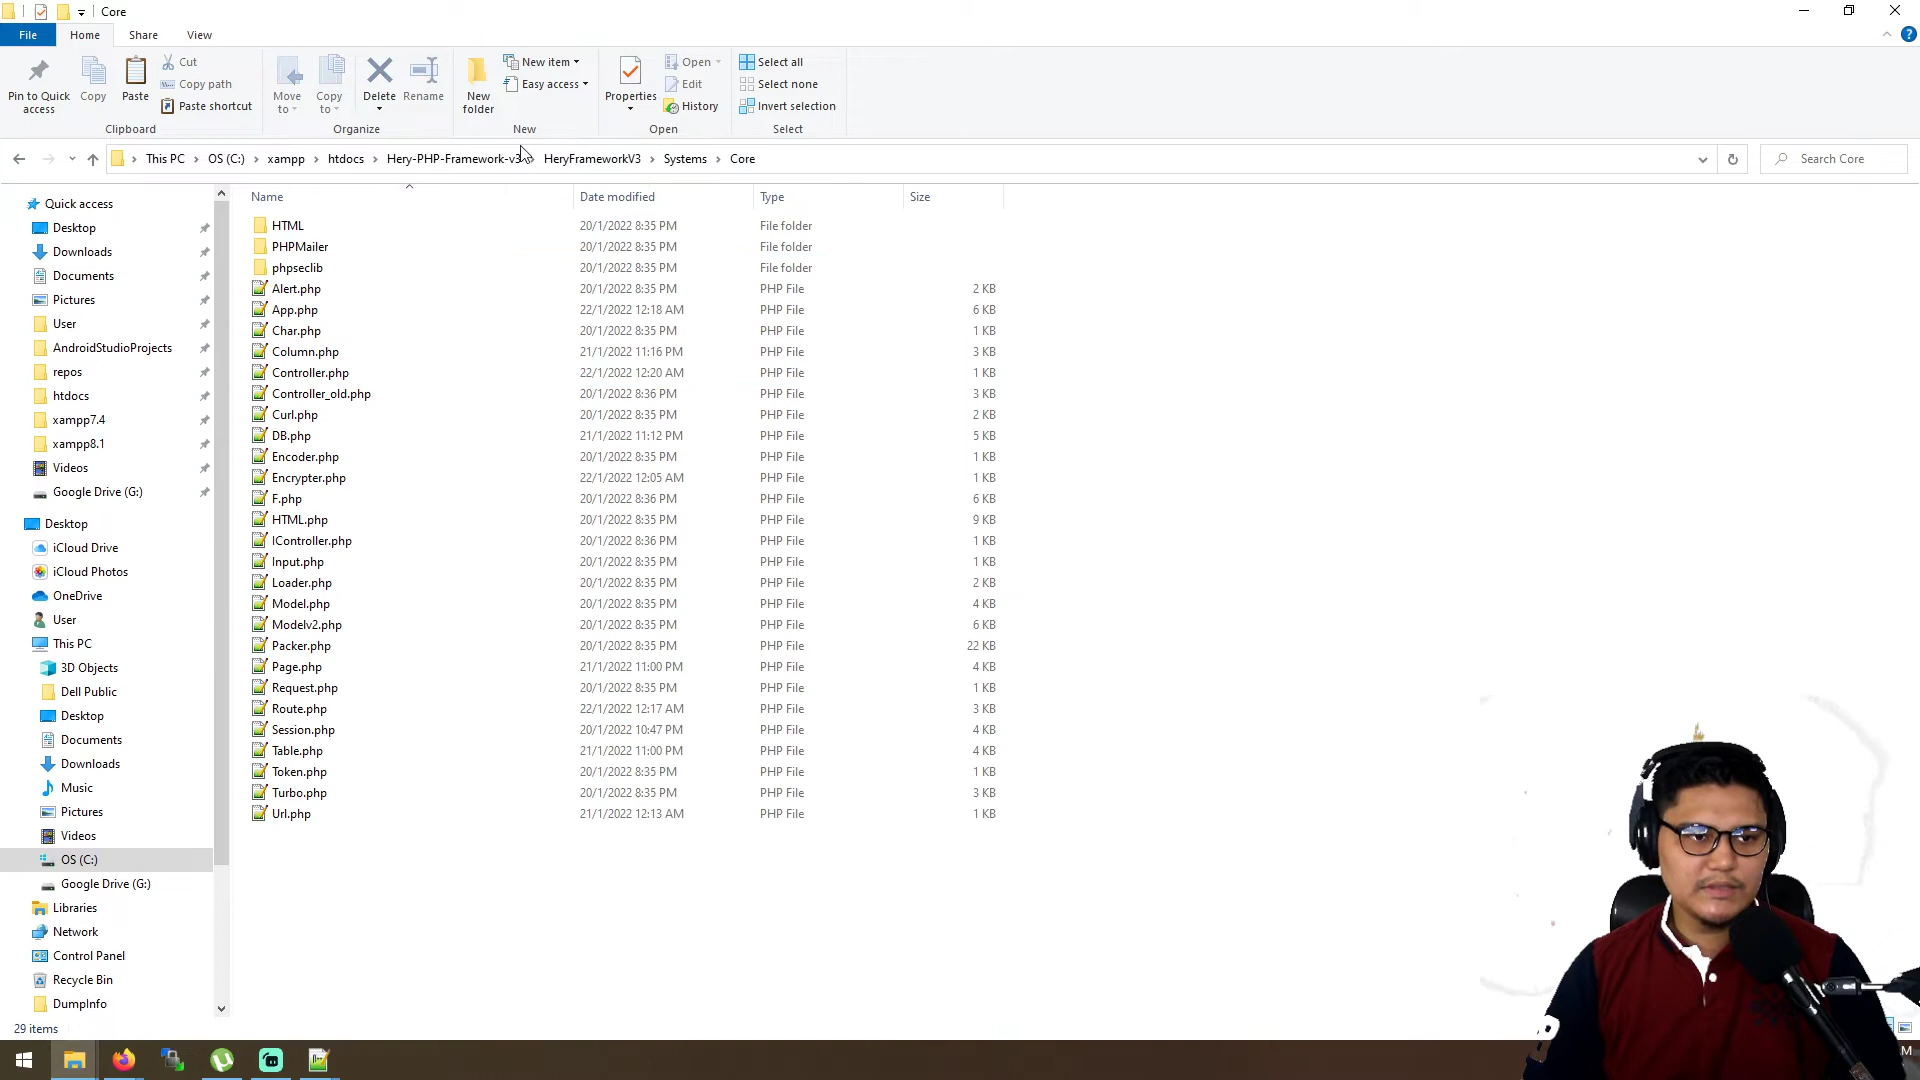 Core
File Home Share View
Pin to Quick access
Copy
Paste
Cut
Copy path
Paste shortcut
Clipboard
Move to
Copy to
Delete
Rename
Organize
New folder
New item
Easy access
New
Properties
Open
Edit
History
Open
Select all
Select none
Invert selection
Select
This PC OS (C:) xampp htdocs Hery-PHP-Framework-v3 HeryFrameworkV3 Systems Core
Search Core
Quick access
Desktop
Downloads
Documents
Pictures
User
AndroidStudioProjects
repos
htdocs
xampp7.4
xampp8.1
Videos
Google Drive (G:)
Desktop
iCloud Drive
iCloud Photos
OneDrive
User
This PC
3D Objects
Dell Public
Desktop
Documents
Downloads
Music
Pictures
Videos
OS (C:)
Google Drive (G:)
Libraries
Network
Control Panel
Recycle Bin
DumpInfo
Name Date modified Type Size
HTML 20/1/2022 8:35 PM File folder
PHPMailer 20/1/2022 8:35 PM File folder
phpseclib 20/1/2022 8:35 PM File folder
Alert.php 20/1/2022 8:35 PM PHP File 2 KB
App.php 22/1/2022 12:18 AM PHP File 6 KB
Char.php 20/1/2022 8:35 PM PHP File 1 KB
Column.php 21/1/2022 11:16 PM PHP File 3 KB
Controller.php 22/1/2022 12:20 AM PHP File 1 KB
Controller_old.php 20/1/2022 8:36 PM PHP File 3 KB
Curl.php 20/1/2022 8:35 PM PHP File 2 KB
DB.php 21/1/2022 11:12 PM PHP File 5 KB
Encoder.php 20/1/2022 8:35 PM PHP File 1 KB
Encrypter.php 22/1/2022 12:05 AM PHP File 1 KB
F.php 20/1/2022 8:36 PM PHP File 6 KB
HTML.php 20/1/2022 8:35 PM PHP File 9 KB
IController.php 20/1/2022 8:36 PM PHP File 1 KB
Input.php 20/1/2022 8:35 PM PHP File 1 KB
Loader.php 20/1/2022 8:35 PM PHP File 2 KB
Model.php 20/1/2022 8:35 PM PHP File 4 KB
Modelv2.php 20/1/2022 8:35 PM PHP File 6 KB
Packer.php 20/1/2022 8:35 PM PHP File 22 KB
Page.php 21/1/2022 11:00 PM PHP File 4 KB
Request.php 20/1/2022 8:35 PM PHP File 1 KB
Route.php 22/1/2022 12:17 AM PHP File 3 KB
Session.php 20/1/2022 10:47 PM PHP File 4 KB
Table.php 21/1/2022 11:00 PM PHP File 4 KB
Token.php 20/1/2022 8:35 PM PHP File 1 KB
Turbo.php 20/1/2022 8:35 PM PHP File 3 KB
Url.php 21/1/2022 12:13 AM PHP File 1 KB
29 items